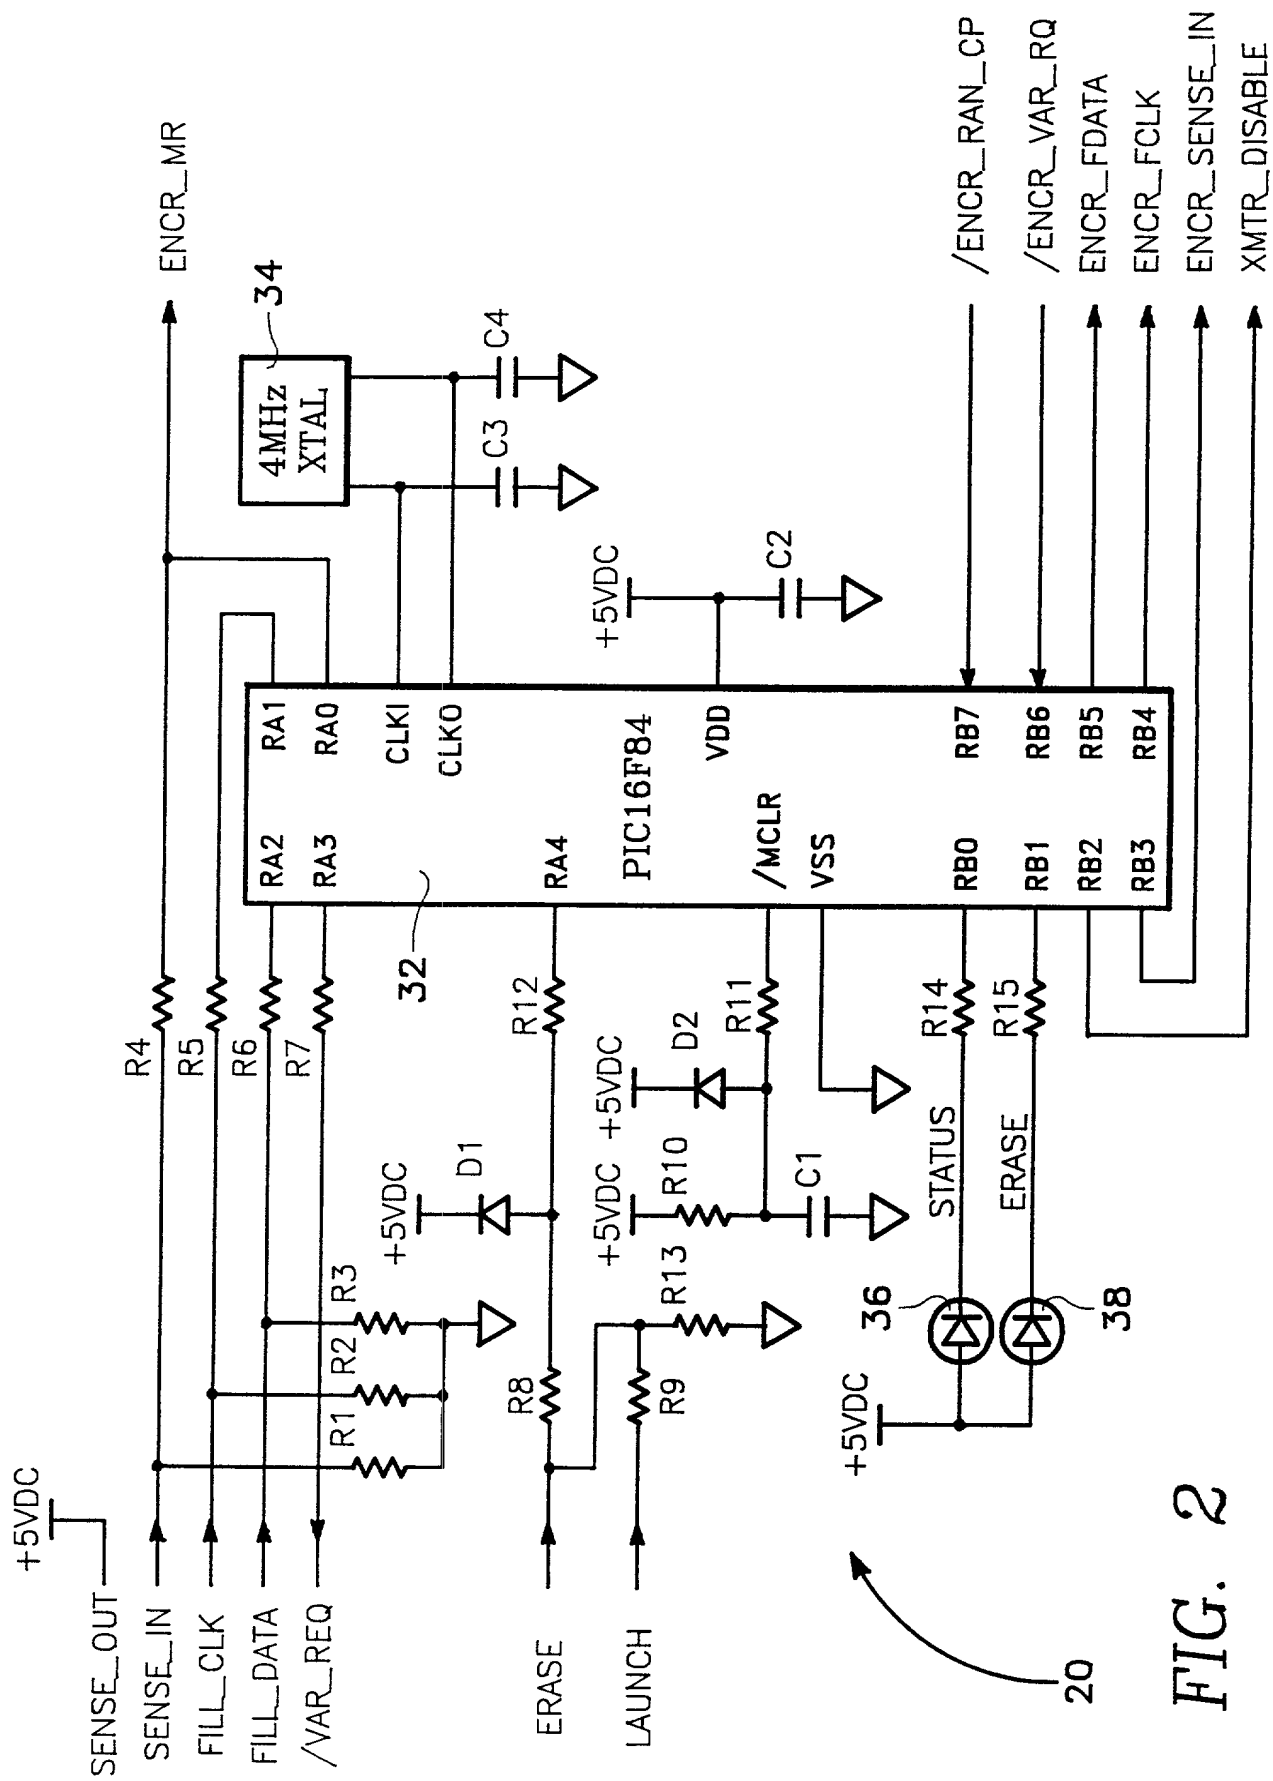 +5VDC
SENSE_OUT
SENSE_IN
FILL_CLK
FILL_DATA
/VAR_REQ
ERASE
LAUNCH
R1
R2
R3
R4
R5
R6
R7
+5VDC
D1
R8
R9
R12
+5VDC
R10
+5VDC
D2
R11
R13
C1
+5VDC
36
38
STATUS
ERASE
R14
R15
32
RA2
RA3
RA4
/MCLR
VSS
RB0
RB1
RB2
RB3
PIC16F84
RA1
RA0
CLKI
CLKO
VDD
RB7
RB6
RB5
RB4
+5VDC
C2
4MHz
XTAL
34
C3
C4
ENCR_MR
/ENCR_RAN_CP
/ENCR_VAR_RQ
ENCR_FDATA
ENCR_FCLK
ENCR_SENSE_IN
XMTR_DISABLE
20
FIG. 2